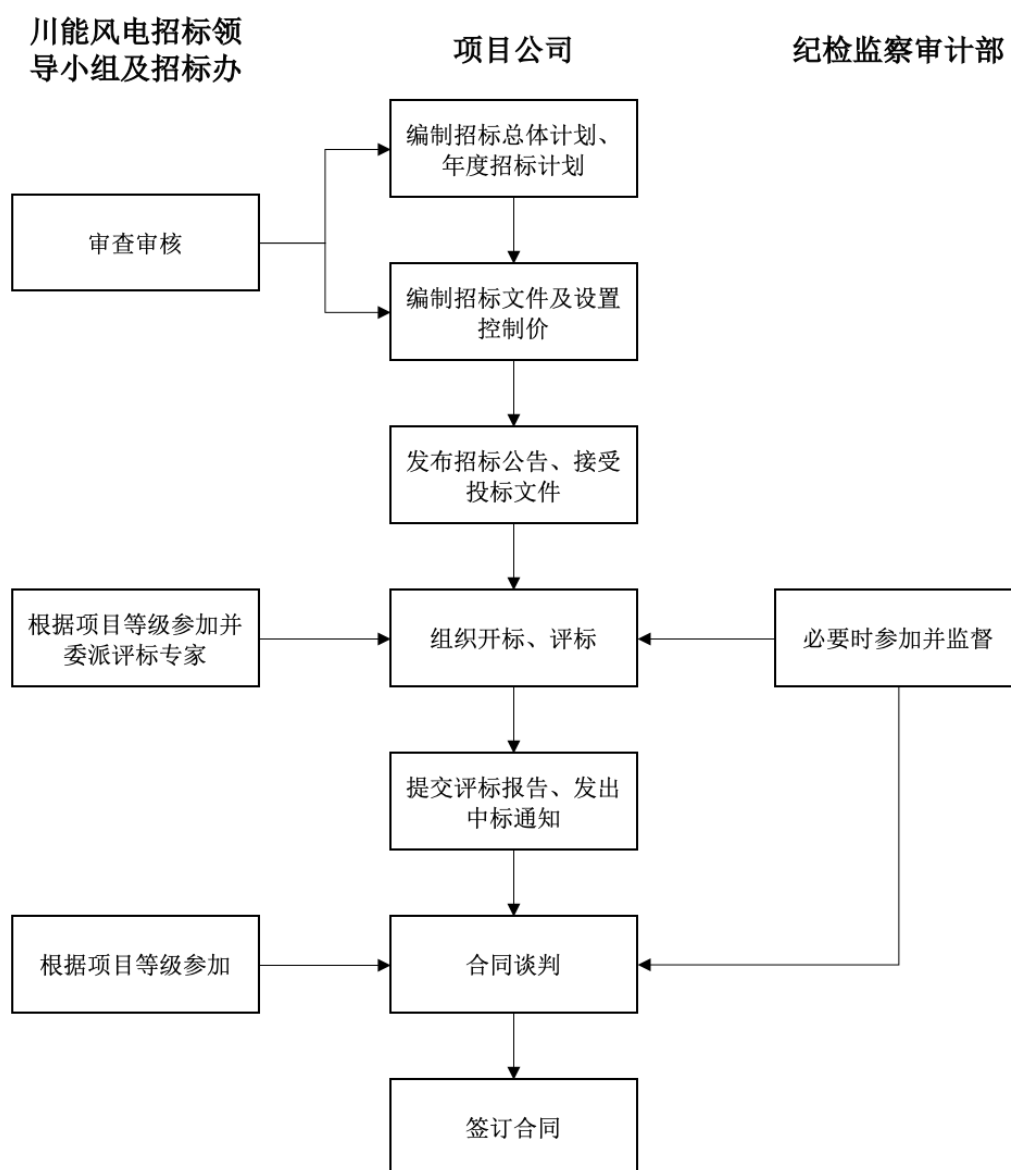 川能风电招标领
导小组及招标办
项目公司
纪检监察审计部
编制招标总体计划、
年度招标计划
审查审核
编制招标文件及设置
控制价
发布招标公告、接受
投标文件
根据项目等级参加并
委派评标专家
组织开标、评标
必要时参加并监督
提交评标报告、发出
中标通知
根据项目等级参加
合同谈判
签订合同